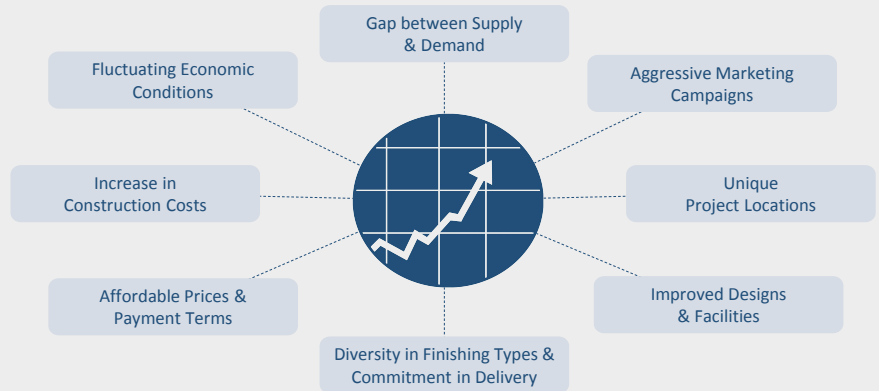 Gap between Supply
& Demand
Fluctuating Economic
Conditions
Aggressive Marketing
Campaigns
Increase in
Construction Costs
Unique
Project Locations
Affordable Prices &
Payment Terms
Improved Designs
& Facilities
Diversity in Finishing Types &
Commitment in Delivery